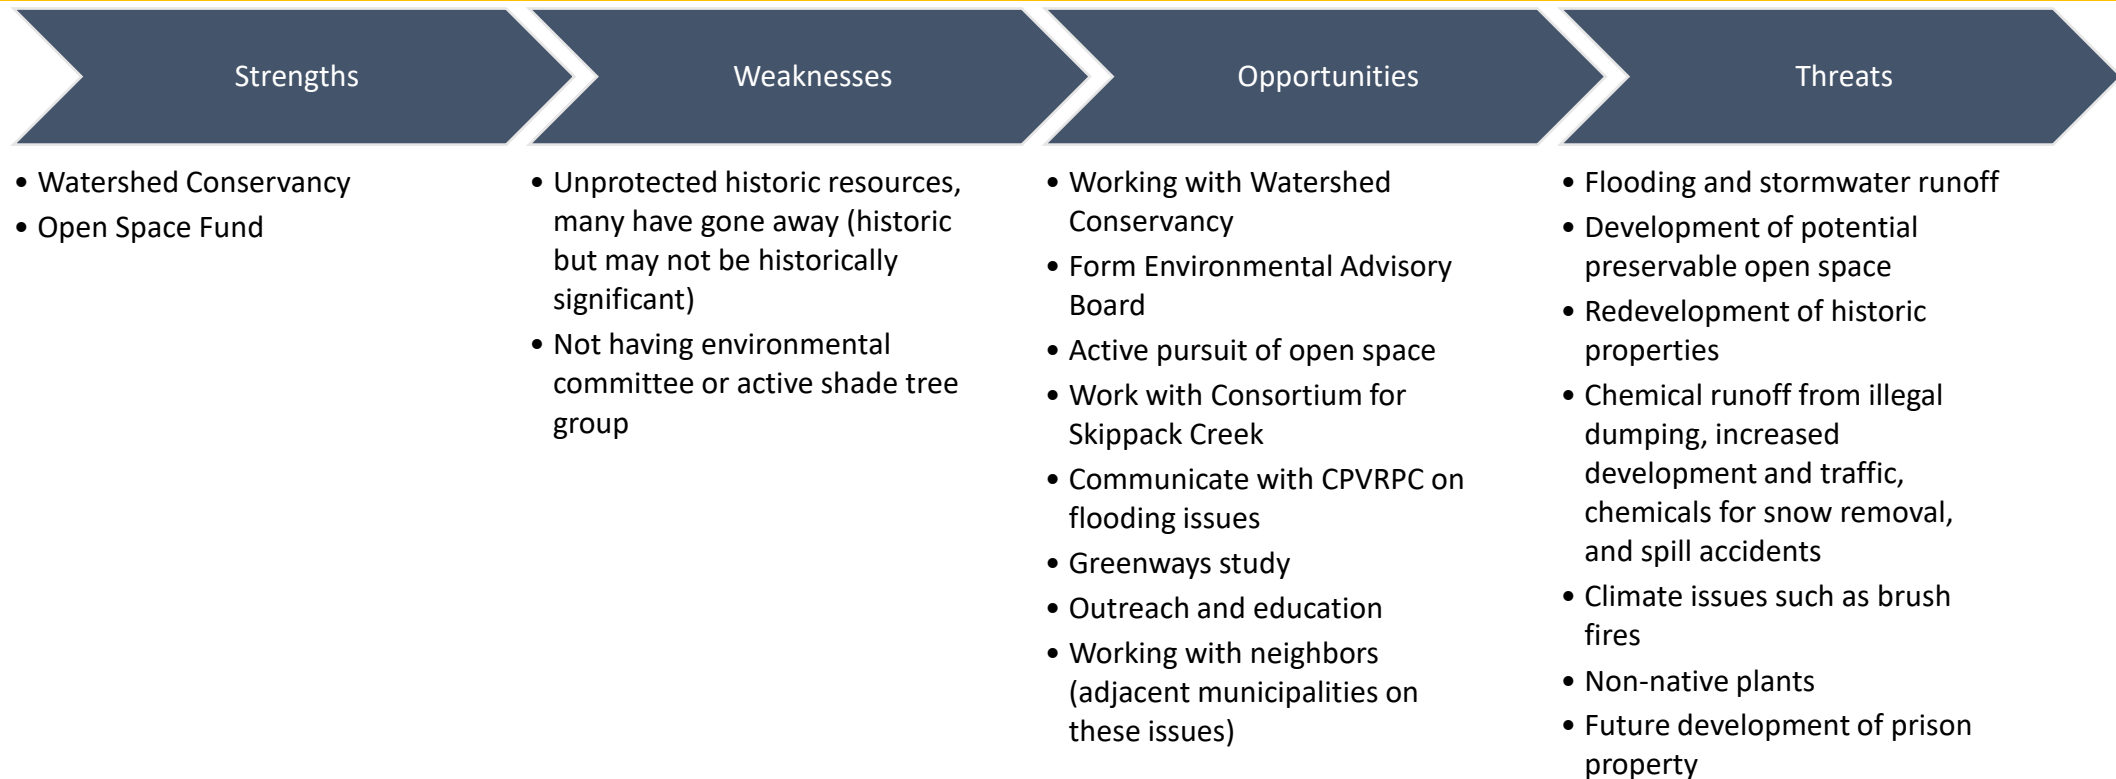 Strengths
Weaknesses
Opportunities
Threats
• Watershed Conservancy
• Open Space Fund
• Unprotected historic resources,
many have gone away (historic
but may not be historically
significant)
• Not having environmental
committee or active shade tree
group
• Working with Watershed
Conservancy
• Form Environmental Advisory
Board
• Active pursuit of open space
• Work with Consortium for
Skippack Creek
• Communicate with CPVRPC on
flooding issues
• Greenways study
• Outreach and education
• Working with neighbors
(adjacent municipalities on
these issues)
• Flooding and stormwater runoff
• Development of potential
preservable open space
• Redevelopment of historic
properties
• Chemical runoff from illegal
dumping, increased
development and traffic,
chemicals for snow removal,
and spill accidents
• Climate issues such as brush
fires
• Non-native plants
• Future development of prison
property